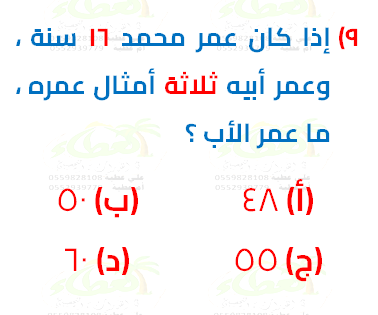 ٩) إذا كان عمر محمد ١٦ سنة ،
وعمر أبيه ثلاثة أمثال عمره ،
ما عمر الأب ؟
(أ) ٤٨ (ب) ٥٠
(ج) ٥٥ (د) ٦٠